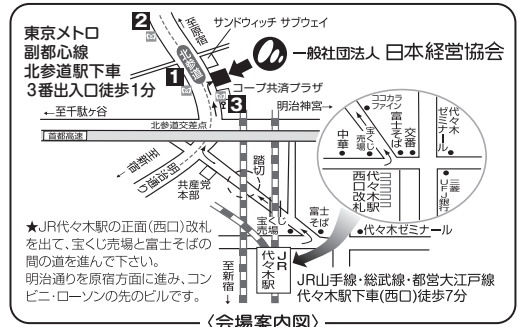 東京メトロ
副都心線
北参道駅下車
3番出入口徒歩1分
2
至原宿
サンドウィッチ サブウェイ
北参道
1
一般社団法人 日本経営協会
コープ共済プラザ
3
明治神宮→
←至千駄ヶ谷
北参道交差点
首都高速
至新宿
明治通り
共産党
本部
踏切
ココカラ
ファイン
代々木
ゼミナール
中華
宝くじ
売場
富士そば
交番
代々木駅
西口改札
三菱
UFJ銀行
★JR代々木駅の正面(西口)改札
を出て、宝くじ売場と富士そばの
間の道を進んで下さい。
明治通りを原宿方面に進み、コン
ビニ・ローソンの先のビルです。
宝くじ
売場
富士
そば
代々木ゼミナール
至新宿
JR
代々木駅
JR山手線・総武線・都営大江戸線
代々木駅下車(西口)徒歩7分
〈会場案内図〉